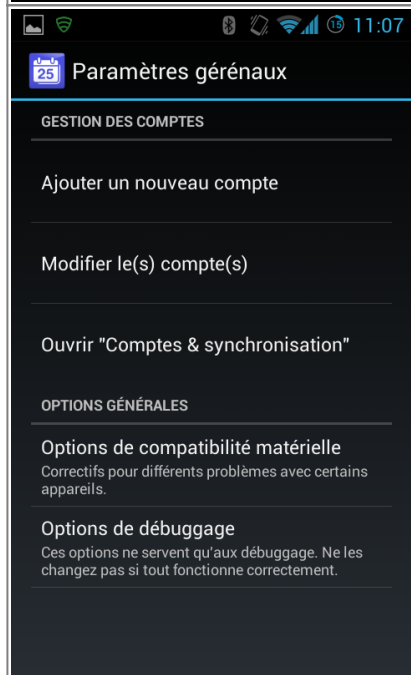 15 11:07
25 Paramètres gérénaux
GESTION DES COMPTES
Ajouter un nouveau compte
Modifier le(s) compte(s)
Ouvrir "Comptes & synchronisation"
OPTIONS GÉNÉRALES
Options de compatibilité matérielle
Correctifs pour différents problèmes avec certains
appareils.
Options de débuggage
Ces options ne servent qu'aux débuggage. Ne les
changez pas si tout fonctionne correctement.